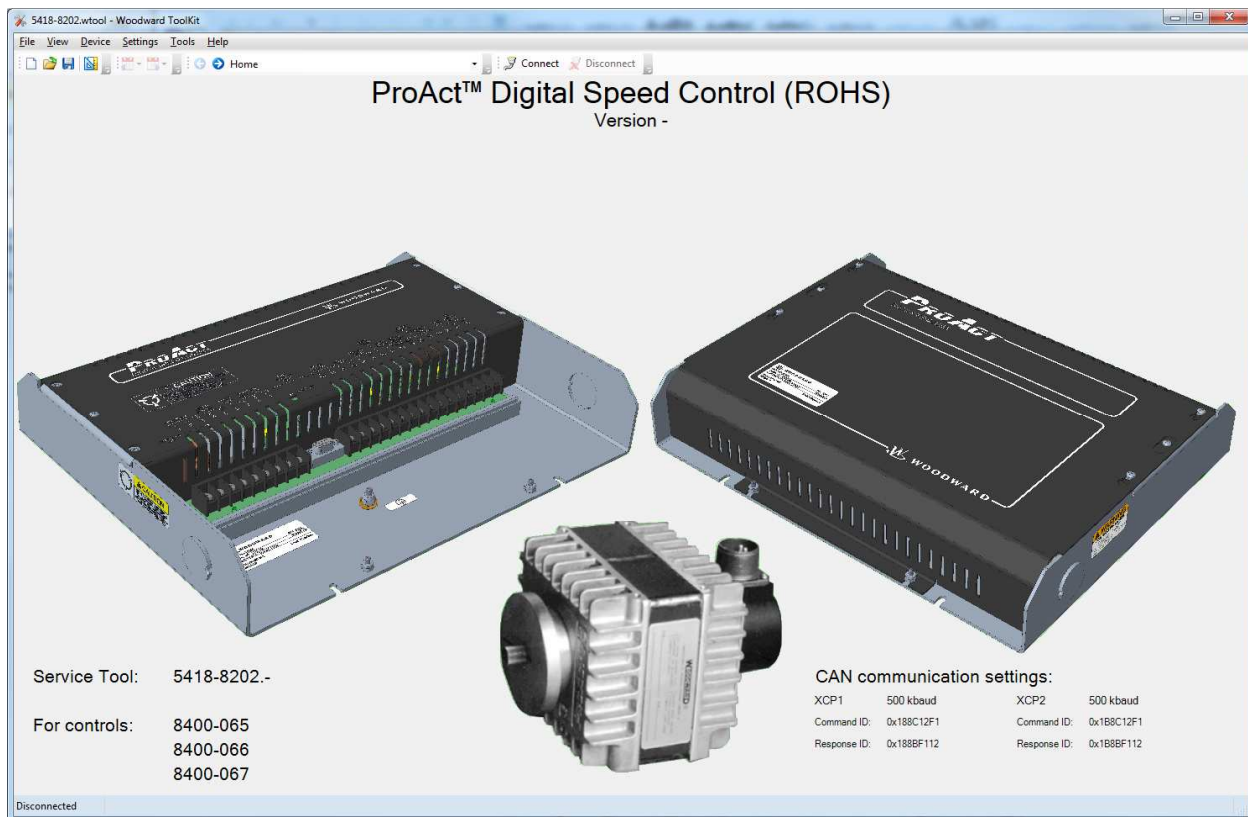 5418-8202.wtool - Woodward ToolKit
File View Device Settings Tools Help
Home Connect Disconnect
ProAct™ Digital Speed Control (ROHS)
Version -
WOODWARD
PROACT
CAUTION
PROACT
WOODWARD
WOODWARD
Service Tool: 5418-8202.-
For controls: 8400-065
8400-066
8400-067
CAN communication settings:
XCP1 500 kbaud XCP2 500 kbaud
Command ID: 0x188C12F1 Command ID: 0x1B8C12F1
Response ID: 0x188BF112 Response ID: 0x1B8BF112
Disconnected